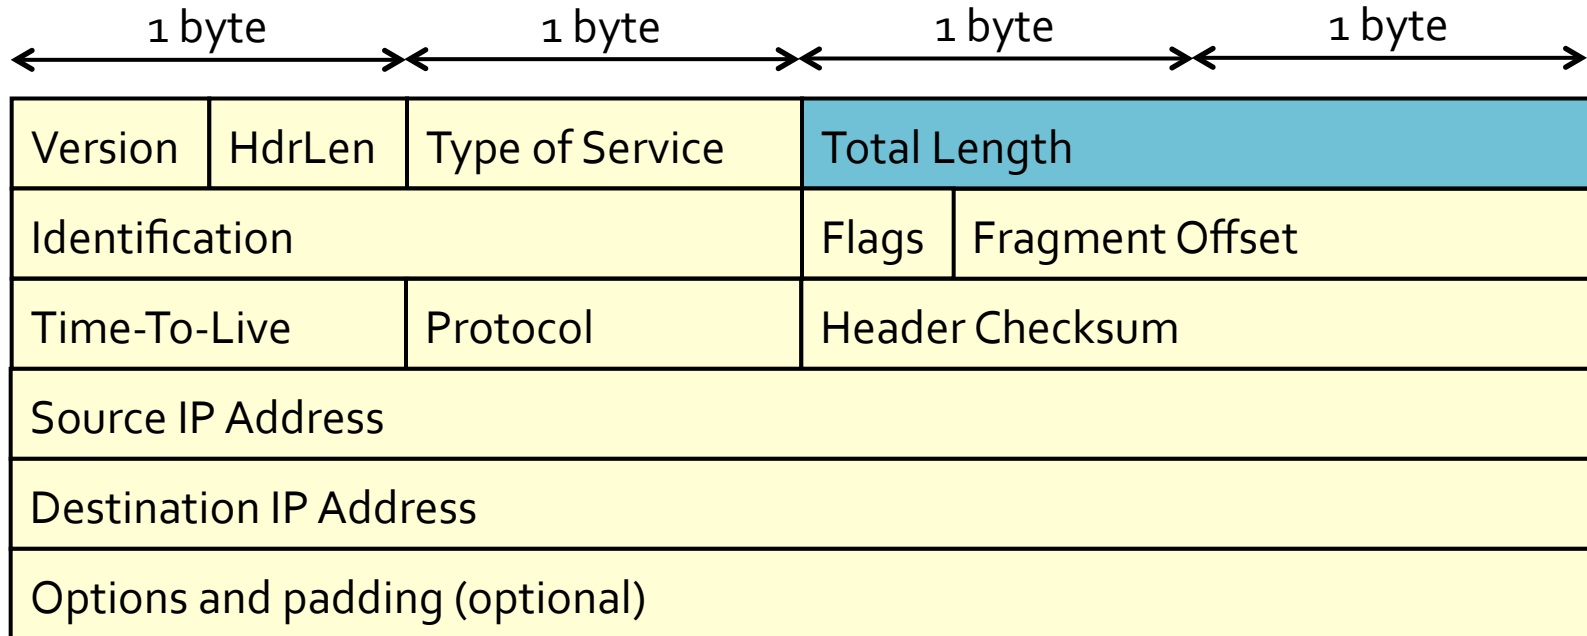 1 byte 1 byte 1 byte 1 byte
Version HdrLen Type of Service Total Length
Identification Flags Fragment Offset
Time-To-Live Protocol Header Checksum
Source IP Address
Destination IP Address
Options and padding (optional)